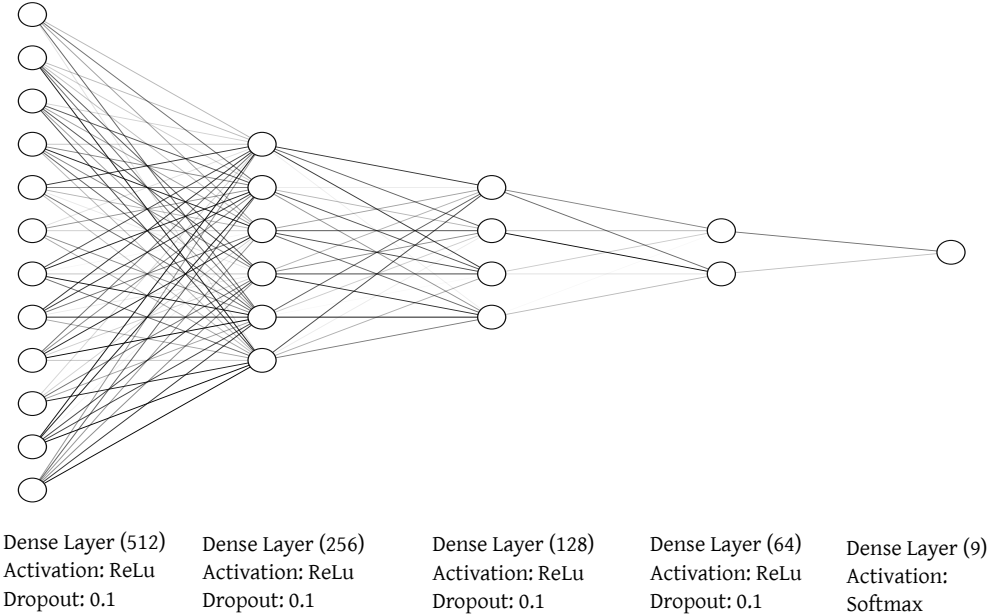 Dense Layer (512)
Activation: ReLu
Dropout: 0.1
Dense Layer (256)
Activation: ReLu
Dropout: 0.1
Dense Layer (128)
Activation: ReLu
Dropout: 0.1
Dense Layer (64)
Activation: ReLu
Dropout: 0.1
Dense Layer (9)
Activation:
Softmax